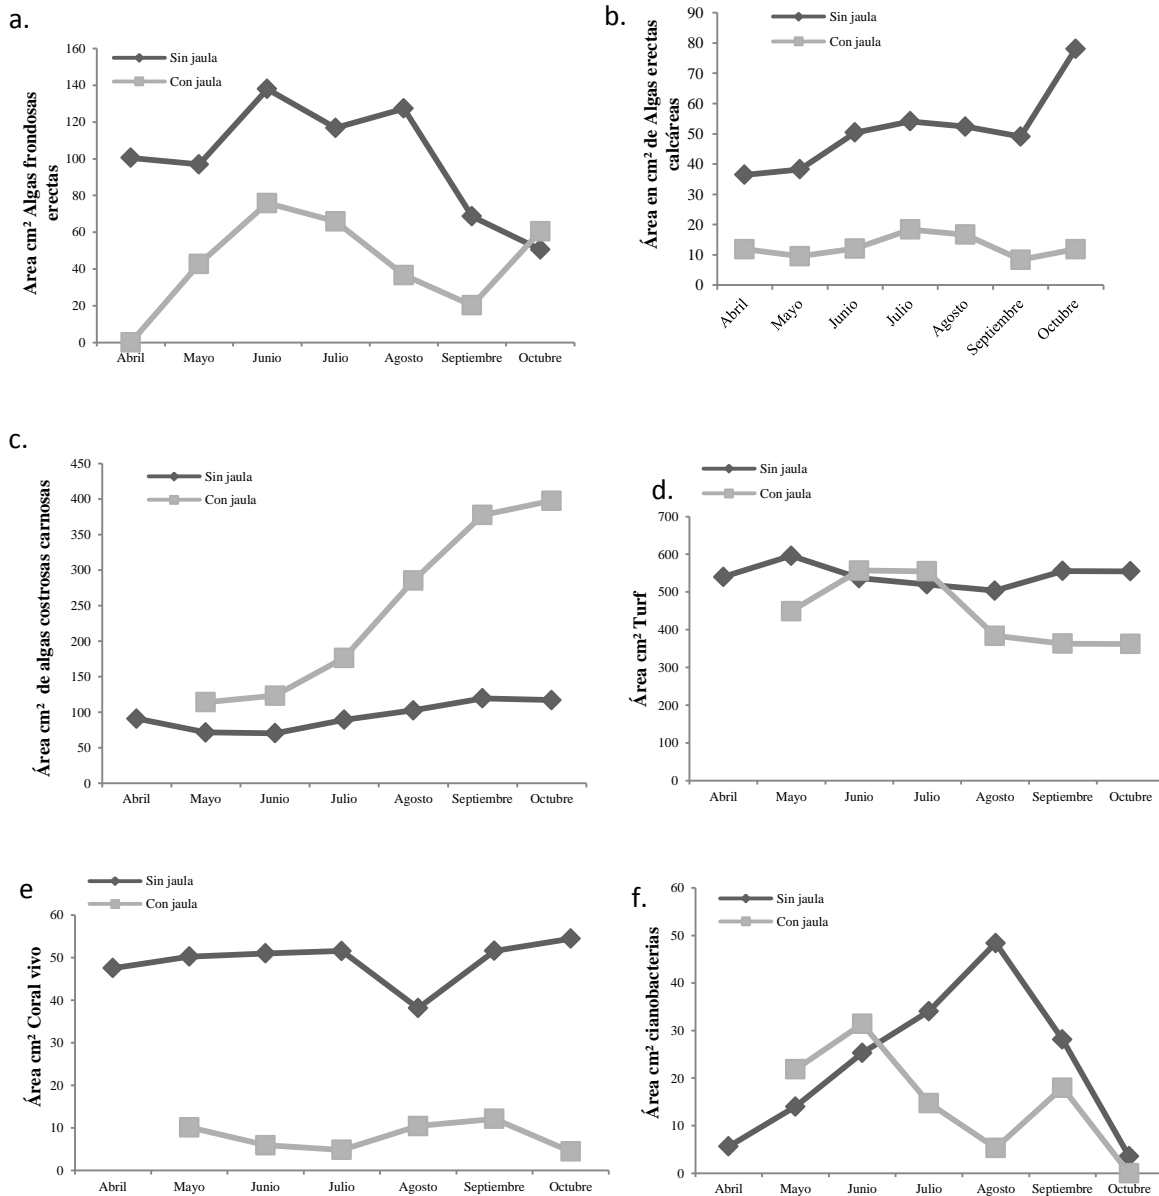 a.
Sin jaula
Con jaula
Area cm² Algas frondosas
erectas
160
140
120
100
80
60
40
20
0
Abril Mayo Junio Julio Agosto Septiembre Octubre
b.
Sin jaula
Con jaula
Área en cm² de Algas erectas
calcáreas
90
80
70
60
50
40
30
20
10
0
Abril Mayo Junio Julio Agosto Septiembre Octubre
c.
Sin jaula
Con jaula
Área cm² de algas costrosas carnosas
450
400
350
300
250
200
150
100
50
0
Abril Mayo Junio Julio Agosto Septiembre Octubre
d.
Sin jaula
Con jaula
Área cm² Turf
700
600
500
400
300
200
100
0
Abril Mayo Junio Julio Agosto Septiembre Octubre
e
Sin jaula
Con jaula
Área cm² Coral vivo
60
50
40
30
20
10
0
Abril Mayo Junio Julio Agosto Septiembre Octubre
f.
Sin jaula
Con jaula
Área cm² cianobacterias
60
50
40
30
20
10
0
Abril Mayo Junio Julio Agosto Septiembre Octubre